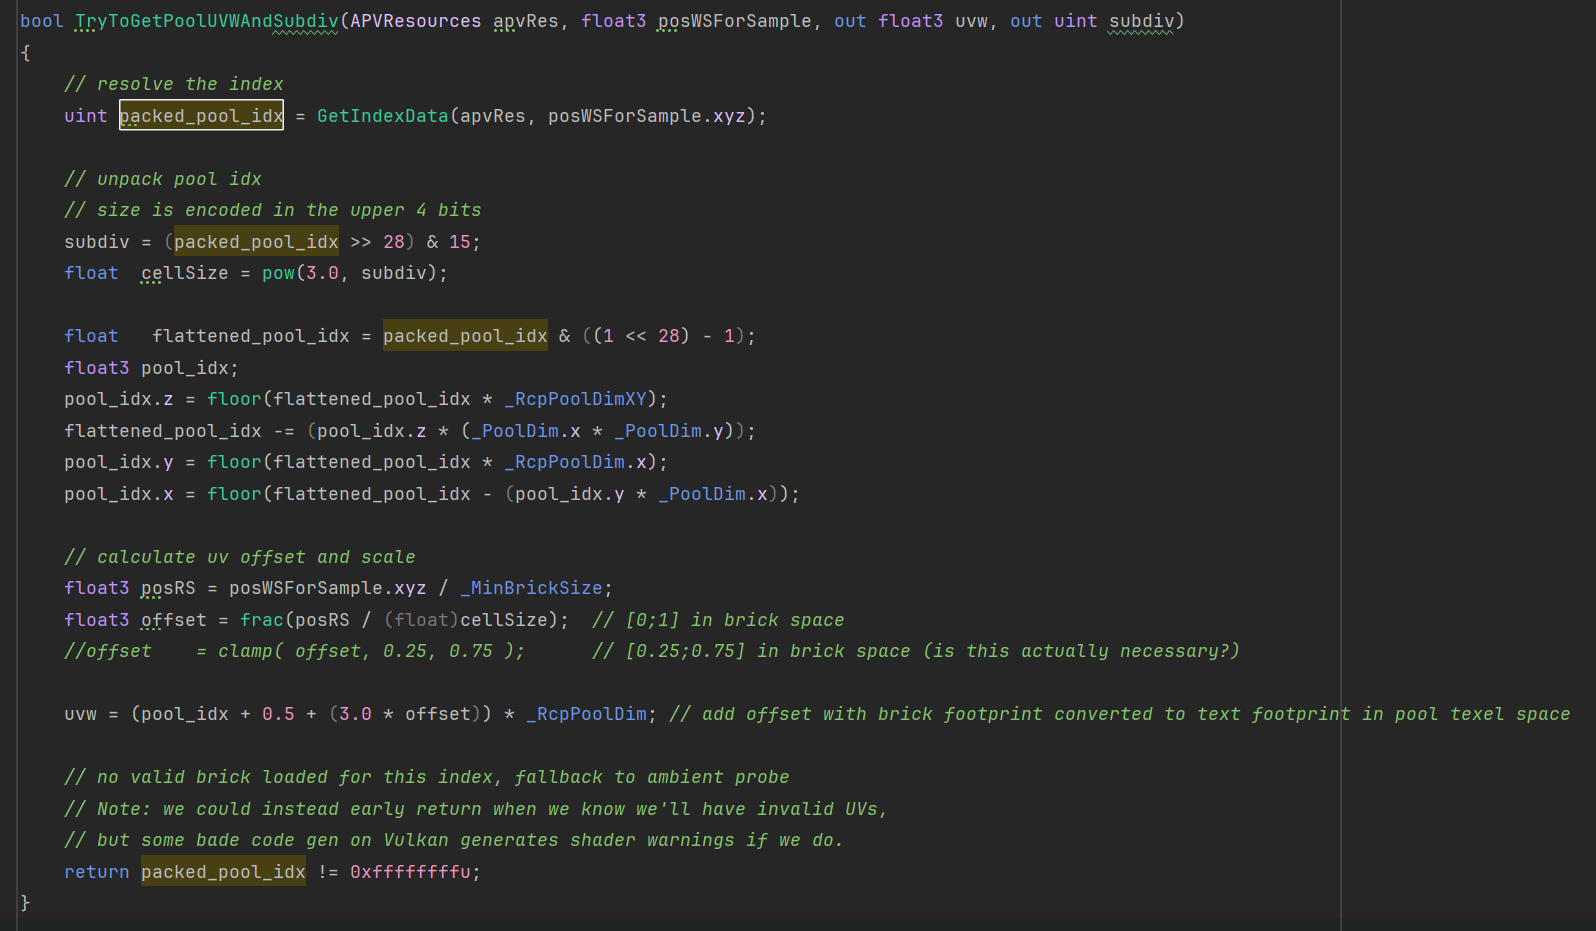 bool TryToGetPoolUVWAndSubdiv(APVResources apvRes, float3 posWSForSample, out float3 uvw, out uint subdiv)
{
    // resolve the index
    uint packed_pool_idx = GetIndexData(apvRes, posWSForSample.xyz);

    // unpack pool idx
    // size is encoded in the upper 4 bits
    subdiv = (packed_pool_idx >> 28) & 15;
    float  cellSize = pow(3.0, subdiv);

    float   flattened_pool_idx = packed_pool_idx & ((1 << 28) - 1);
    float3 pool_idx;
    pool_idx.z = floor(flattened_pool_idx * _RcpPoolDimXY);
    flattened_pool_idx -= (pool_idx.z * (_PoolDim.x * _PoolDim.y));
    pool_idx.y = floor(flattened_pool_idx * _RcpPoolDim.x);
    pool_idx.x = floor(flattened_pool_idx - (pool_idx.y * _PoolDim.x));

    // calculate uv offset and scale
    float3 posRS = posWSForSample.xyz / _MinBrickSize;
    float3 offset = frac(posRS / (float)cellSize);  // [0;1] in brick space
    //offset    = clamp( offset, 0.25, 0.75 );      // [0.25;0.75] in brick space (is this actually necessary?)

    uvw = (pool_idx + 0.5 + (3.0 * offset)) * _RcpPoolDim; // add offset with brick footprint converted to text footprint in pool texel space

    // no valid brick loaded for this index, fallback to ambient probe
    // Note: we could instead early return when we know we'll have invalid UVs,
    // but some bade code gen on Vulkan generates shader warnings if we do.
    return packed_pool_idx != 0xffffffffu;
}